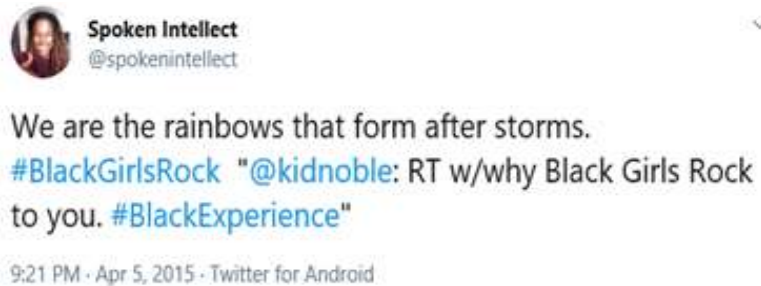 Spoken Intellect
@spokenintellect
We are the rainbows that form after storms.
#BlackGirlsRock "@kidnoble: RT w/why Black Girls Rock
to you. #BlackExperience"
9:21 PM · Apr 5, 2015 · Twitter for Android